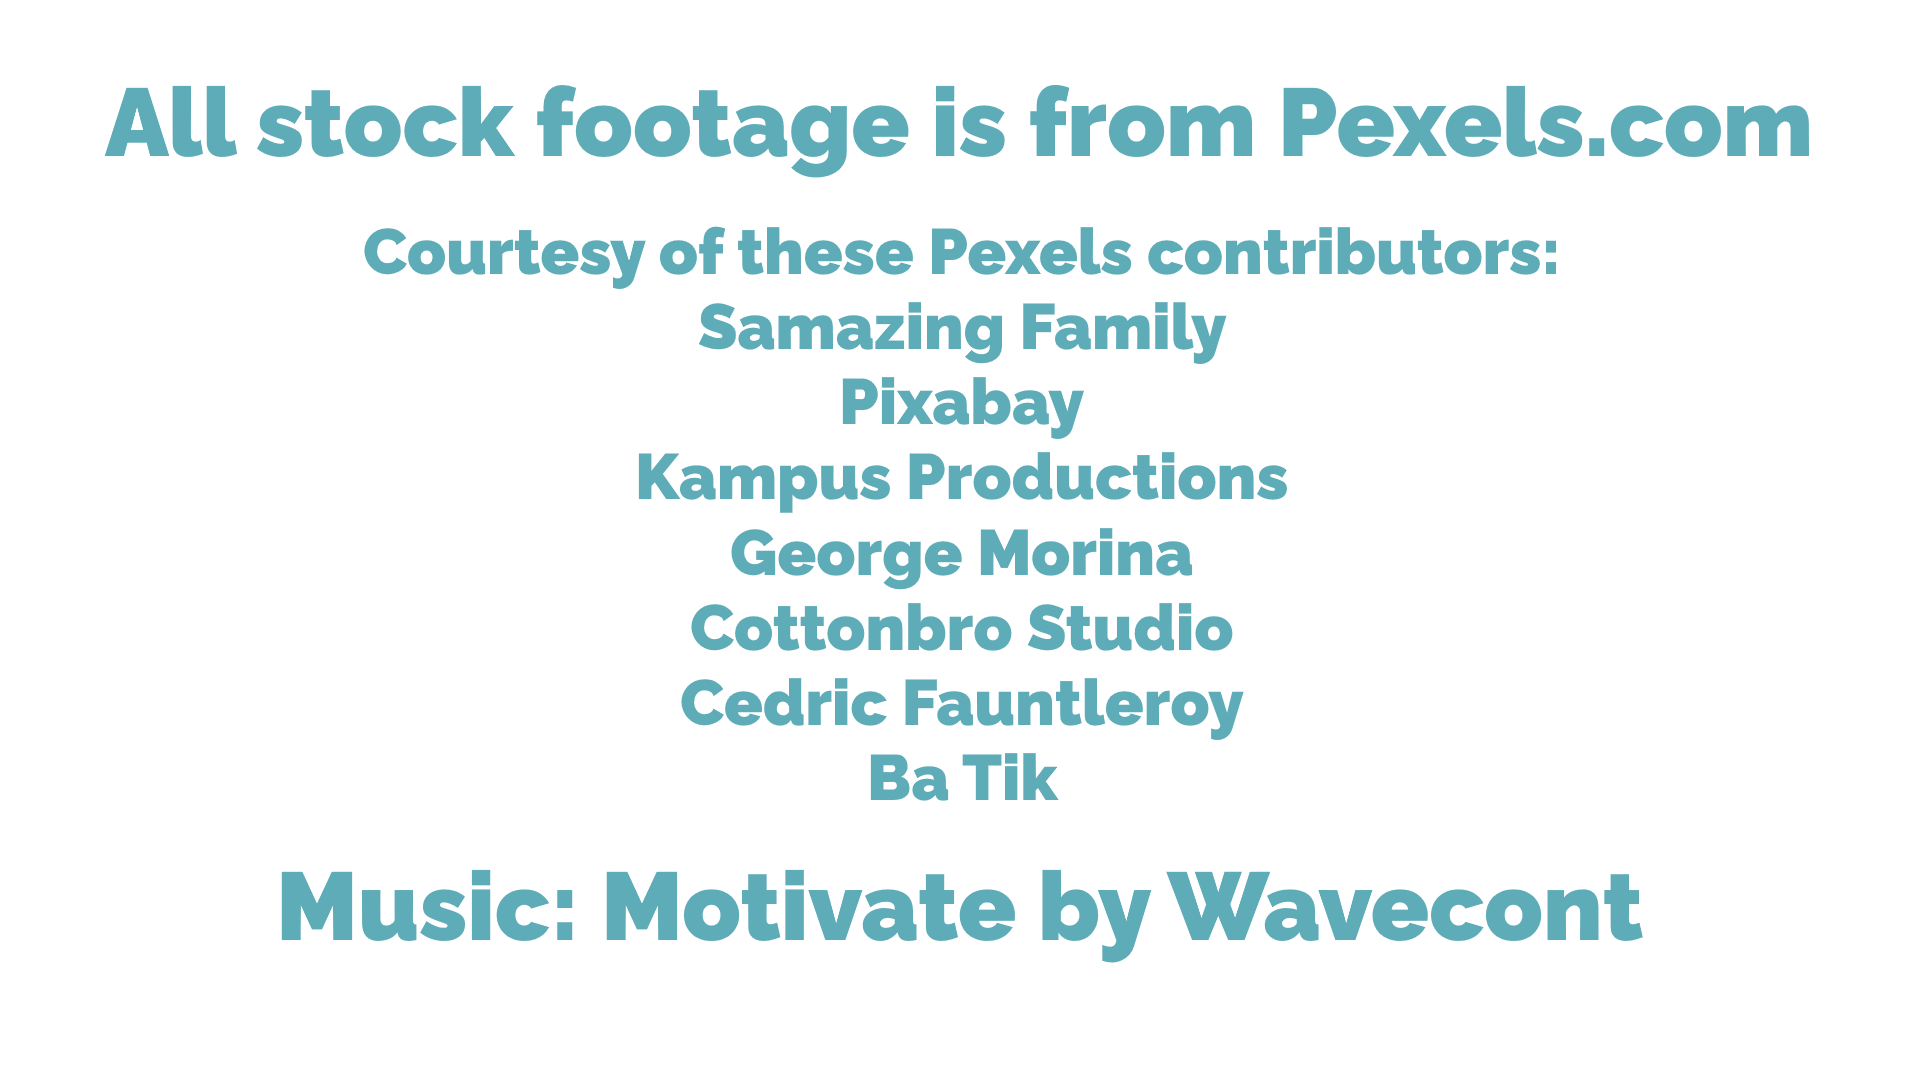 All stock footage is from Pexels.com
Courtesy of these Pexels contributors:
Samazing Family
Pixabay
Kampus Productions
George Morina
Cottonbro Studio
Cedric Fauntleroy
Ba Tik
Music: Motivate by Wavecont